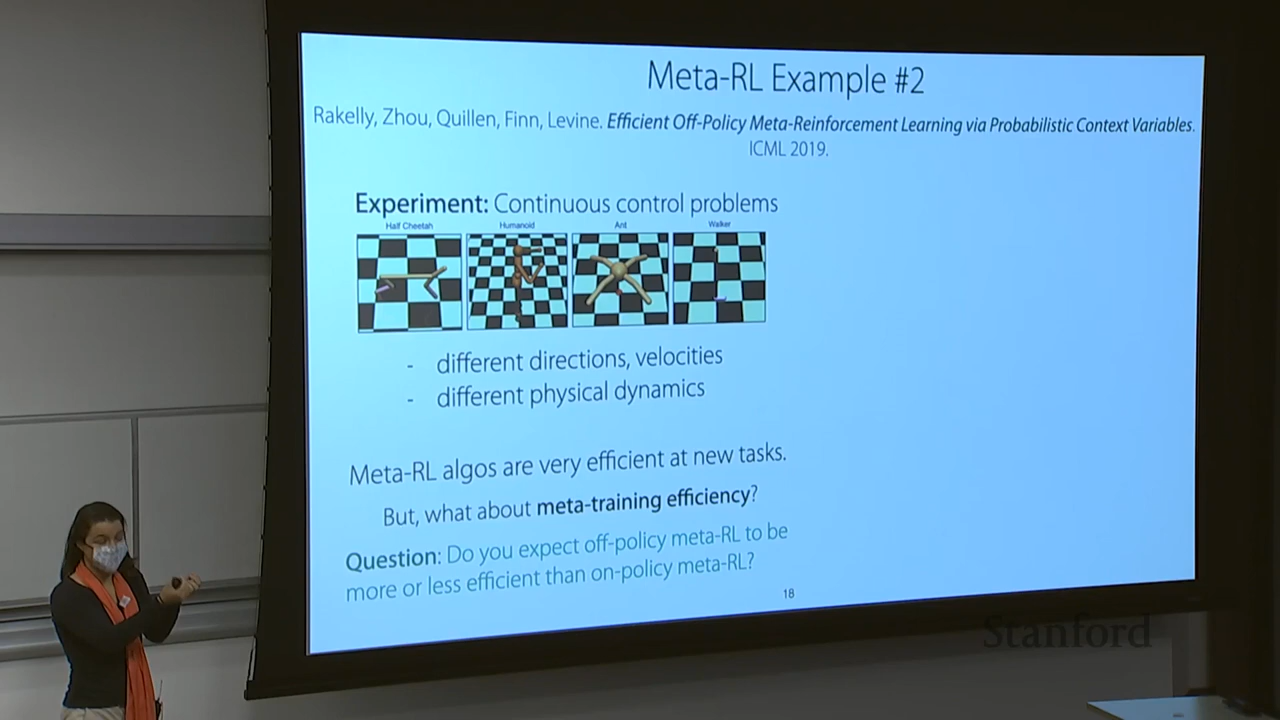 Meta-RL Example #2
Rakelly, Zhou, Quillen, Finn, Levine. Efficient Off-Policy Meta-Reinforcement Learning via Probabilistic Context Variables.
ICML 2019.
Experiment: Continuous control problems
Half Cheetah Humanoid Ant Walker
- different directions, velocities
- different physical dynamics
Meta-RL algos are very efficient at new tasks.
But, what about meta-training efficiency?
Question: Do you expect off-policy meta-RL to be
more or less efficient than on-policy meta-RL?
18
Stanford